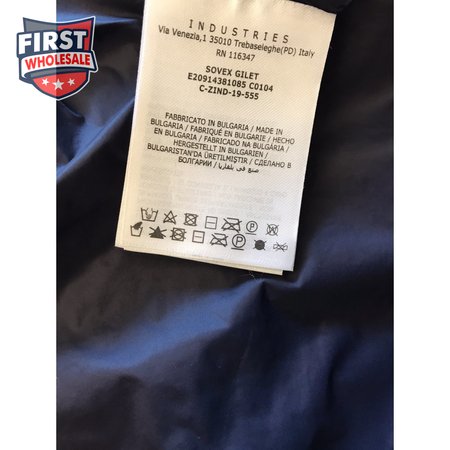 FIRST
WHOLESALE
INDUSTRIES
Via Venezia,1 35010 Trebaseleghe(PD) Italy
RN 116347
SOVEX GILET
E20914381085 C0104
C-ZIND-19-555
FABBRICATO IN BULGARIA / MADE IN
BULGARIA / FABRIQUÉ EN BULGARIE / HECHO
EN BULGARIA / FABRICADO NA BULGÁRIA /
HERGESTELLT IN BULGARIEN /
BULGARISTAN'DA ÜRETILMIŞTIR / СДЕЛАНО В
БОЛГАРИИ / صنع في بلغاريا